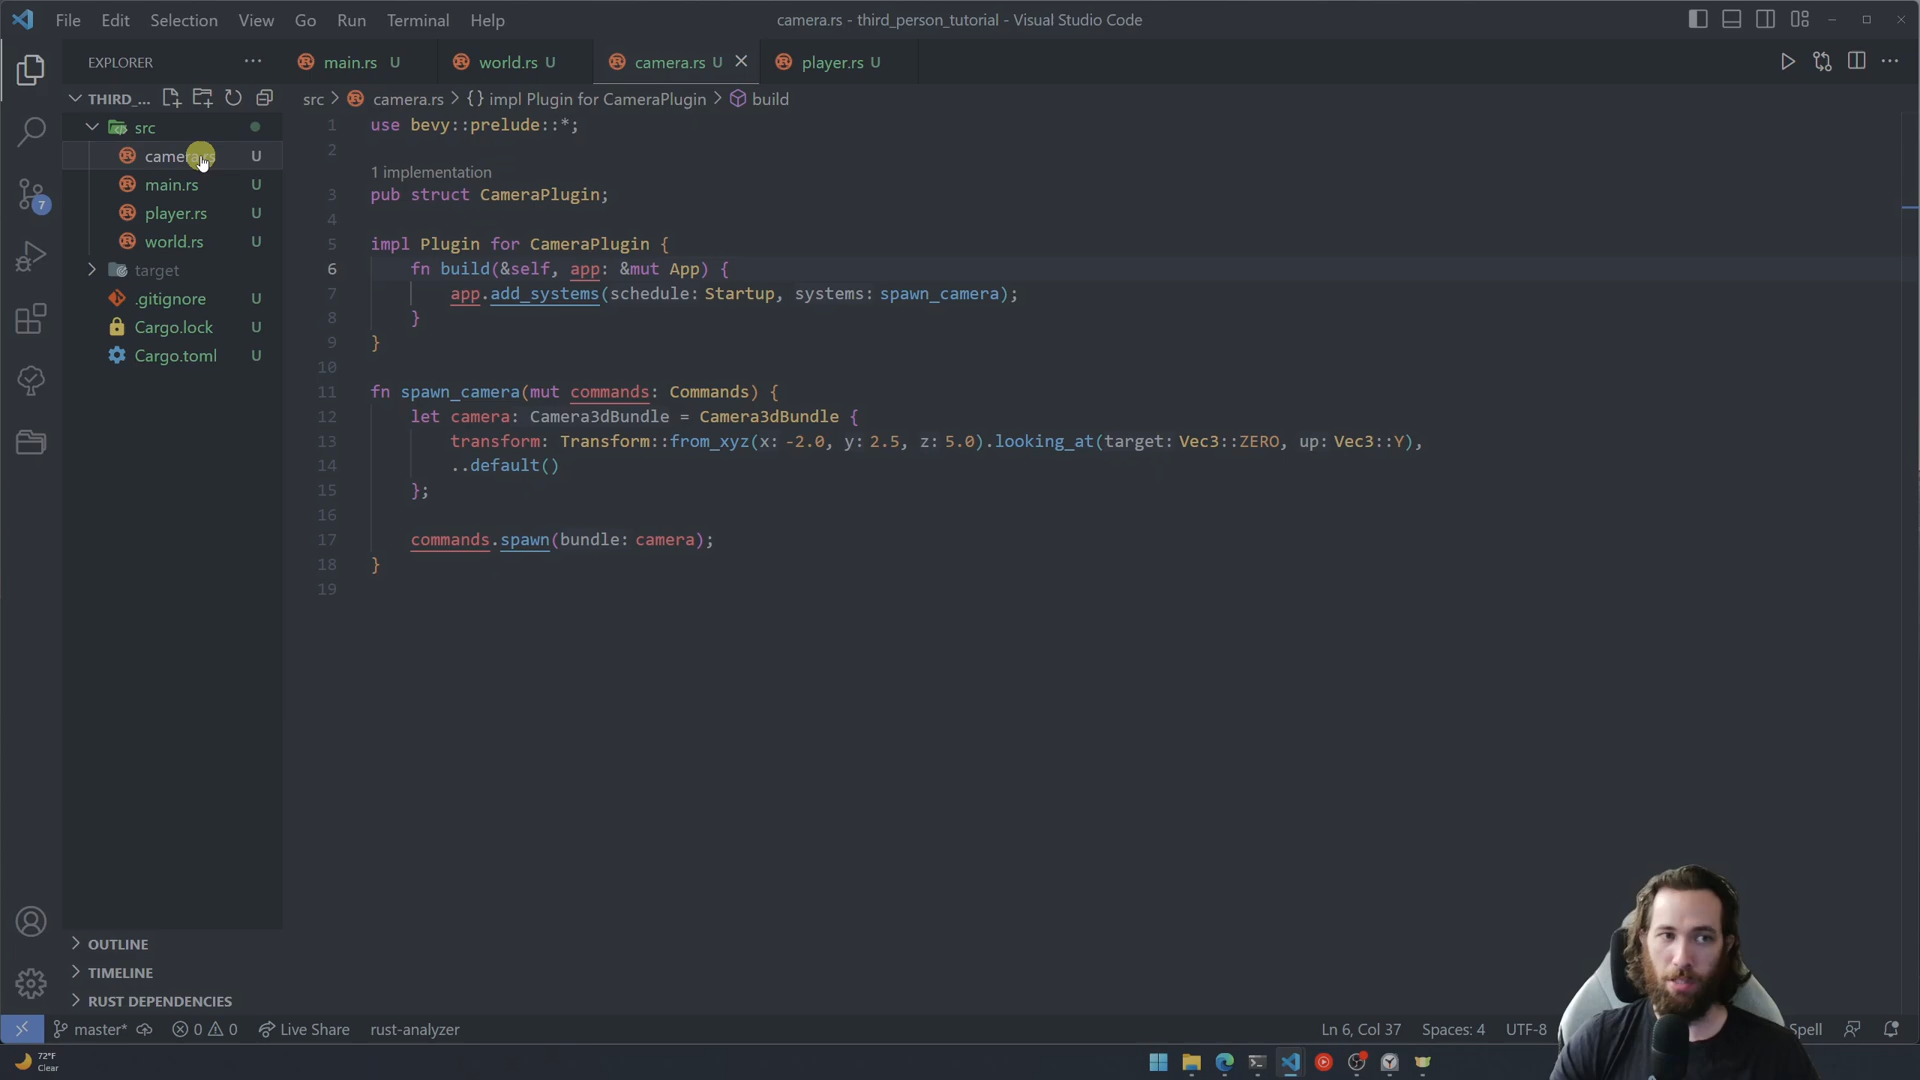 File Edit Selection View Go Run Terminal Help
camera.rs - third_person_tutorial - Visual Studio Code
EXPLORER
main.rs U
world.rs U
camera.rs U
player.rs U
THIRD_...
src > camera.rs > {} impl Plugin for CameraPlugin > build
src
camera.rs U
main.rs U
player.rs U
world.rs U
target
.gitignore U
Cargo.lock U
Cargo.toml U
1 use bevy::prelude::*;
2
1 implementation
3 pub struct CameraPlugin;
4
5 impl Plugin for CameraPlugin {
6 fn build(&self, app: &mut App) {
7 app.add_systems(schedule: Startup, systems: spawn_camera);
8 }
9 }
10
11 fn spawn_camera(mut commands: Commands) {
12 let camera: Camera3dBundle = Camera3dBundle {
13 transform: Transform::from_xyz(x: -2.0, y: 2.5, z: 5.0).looking_at(target: Vec3::ZERO, up: Vec3::Y),
14 ..default()
15 };
16
17 commands.spawn(bundle: camera);
18 }
19
7
OUTLINE
TIMELINE
RUST DEPENDENCIES
master* 0 0 Live Share rust-analyzer
Ln 6, Col 37 Spaces: 4 UTF-8 Spell
72°F
Clear